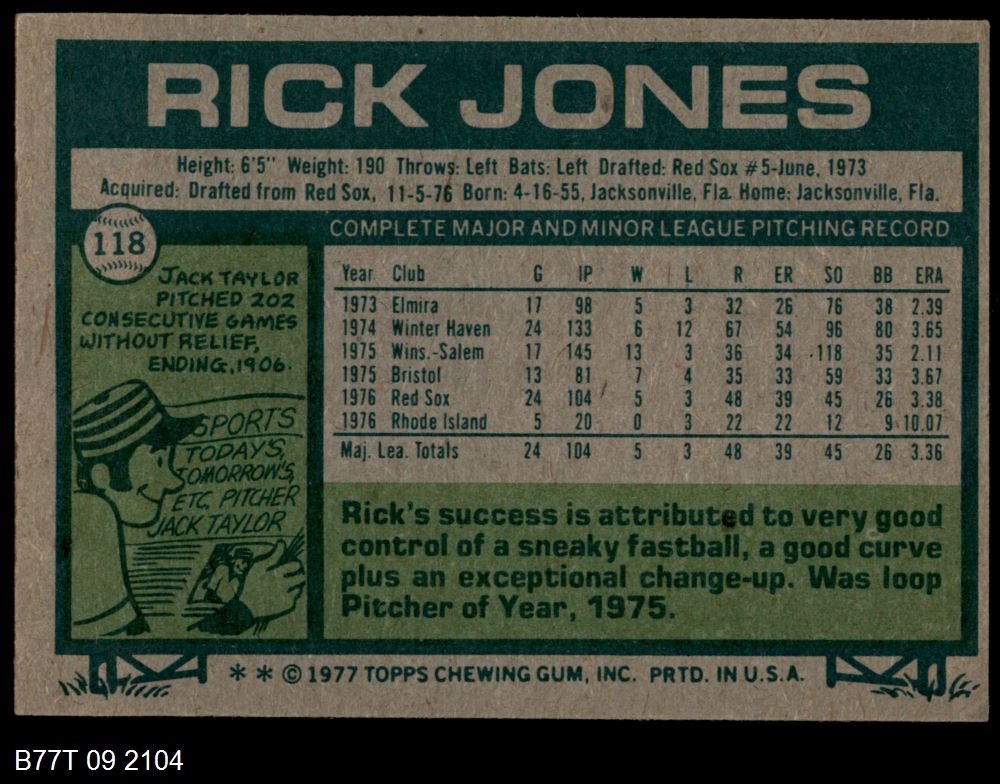 RICK JONES
Height: 6'5" Weight: 190 Throws: Left Bats: Left Drafted: Red Sox #5-June, 1973
Acquired: Drafted from Red Sox, 11-5-76 Born: 4-16-55, Jacksonville, Fla. Home: Jacksonville, Fla.
118
JACK TAYLOR
PITCHED 202
CONSECUTIVE GAMES
WITHOUT RELIEF,
ENDING, 1906.
SPORTS
TODAY'S,
TOMORROW'S,
ETC. PITCHER
JACK TAYLOR
COMPLETE MAJOR AND MINOR LEAGUE PITCHING RECORD
Year Club G IP W L R ER SO BB ERA
1973 Elmira 17 98 5 3 32 26 76 38 2.39
1974 Winter Haven 24 133 6 12 67 54 96 80 3.65
1975 Wins.-Salem 17 145 13 3 36 34 118 35 2.11
1975 Bristol 13 81 7 4 35 33 59 33 3.67
1976 Red Sox 24 104 5 3 48 39 45 26 3.38
1976 Rhode Island 5 20 0 3 22 22 12 9 10.07
Maj. Lea. Totals 24 104 5 3 48 39 45 26 3.36
Rick's success is attributed to very good
control of a sneaky fastball, a good curve
plus an exceptional change-up. Was loop
Pitcher of Year, 1975.
* * © 1977 TOPPS CHEWING GUM, INC. PRTD. IN U.S.A.
B77T 09 2104